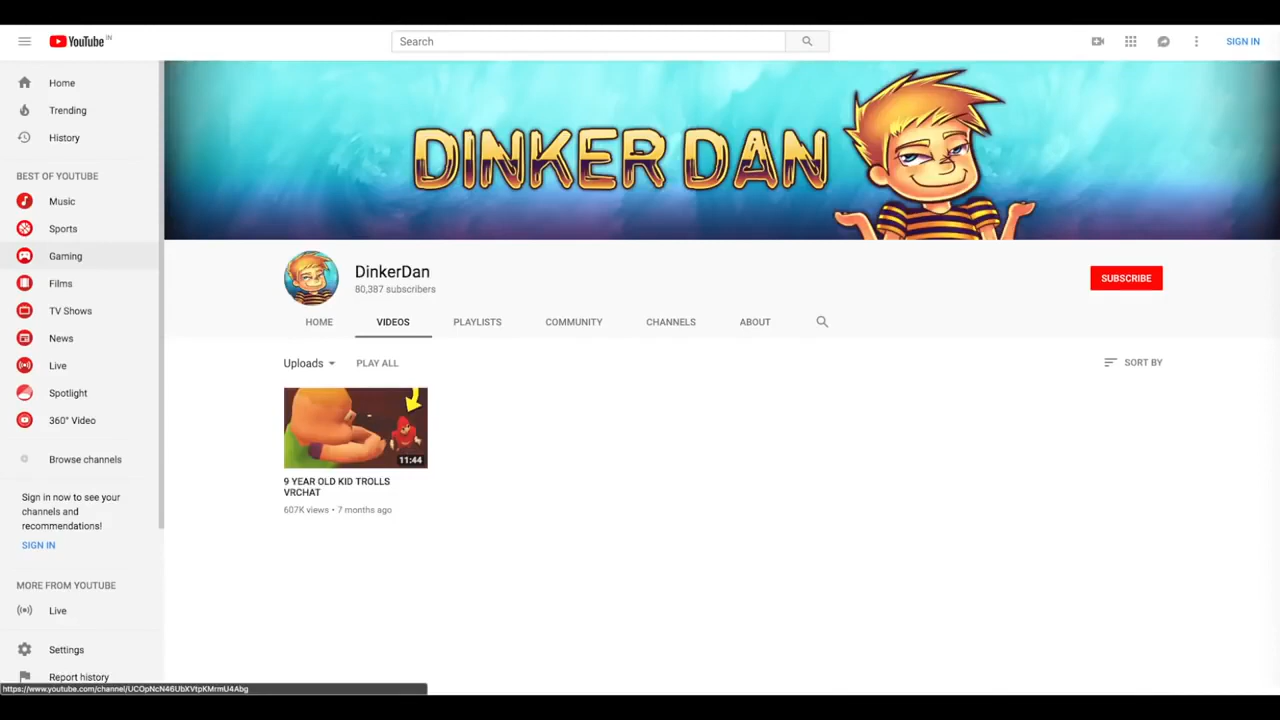 YouTube IN
Search
SIGN IN
Home
Trending
History
BEST OF YOUTUBE
Music
Sports
Gaming
Films
TV Shows
News
Live
Spotlight
360° Video
Browse channels
Sign in now to see your
channels and
recommendations!
SIGN IN
MORE FROM YOUTUBE
Live
Settings
Report history
https://www.youtube.com/channel/UCOpNcN46UbXVtpKMrmU4Abg
DINKER DAN
DinkerDan
80,387 subscribers
SUBSCRIBE
HOME VIDEOS PLAYLISTS COMMUNITY CHANNELS ABOUT
Uploads PLAY ALL SORT BY
11:44
9 YEAR OLD KID TROLLS
VRCHAT
607K views • 7 months ago